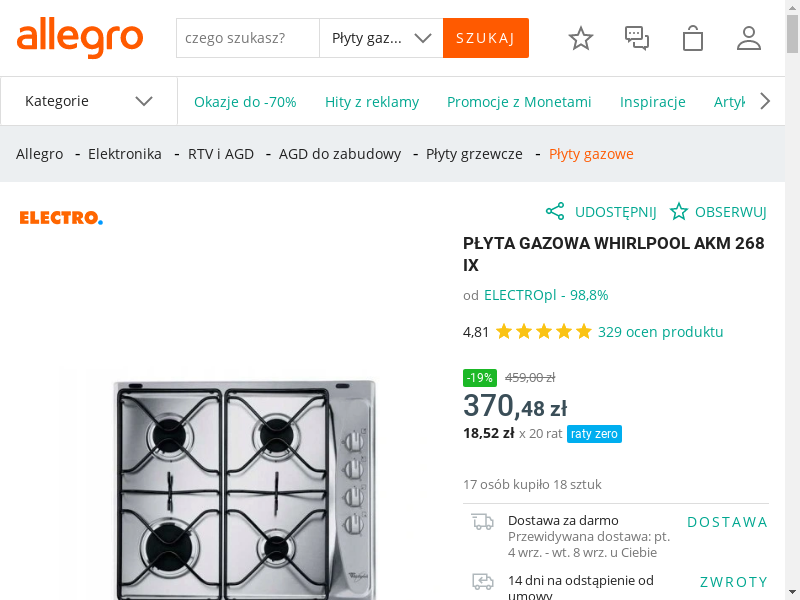 allegro
czego szukasz?
Płyty gaz...
SZUKAJ
Kategorie
Okazje do -70%
Hity z reklamy
Promocje z Monetami
Inspiracje
Artyk
Allegro - Elektronika - RTV i AGD - AGD do zabudowy - Płyty grzewcze - Płyty gazowe
ELECTRO.
UDOSTĘPNIJ
OBSERWUJ
PŁYTA GAZOWA WHIRLPOOL AKM 268
IX
od ELECTROpl - 98,8%
4,81 329 ocen produktu
-19% 459,00 zł
370,48 zł
18,52 zł x 20 rat raty zero
17 osób kupiło 18 sztuk
Dostawa za darmo
DOSTAWA
Przewidywana dostawa: pt.
4 wrz. - wt. 8 wrz. u Ciebie
14 dni na odstąpienie od
ZWROTY
umowy
Whirlpool